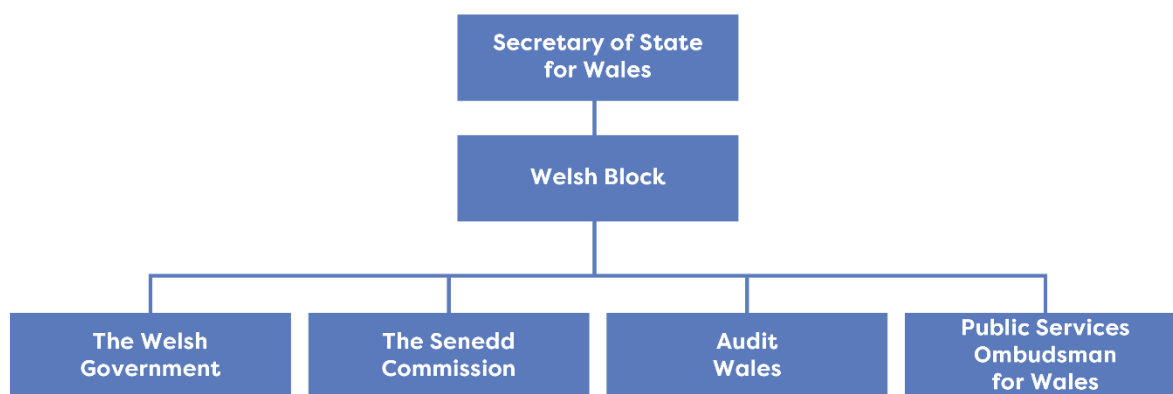 Secretary of State
for Wales
Welsh Block
The Welsh
Government
The Senedd
Commission
Audit
Wales
Public Services
Ombudsman
for Wales